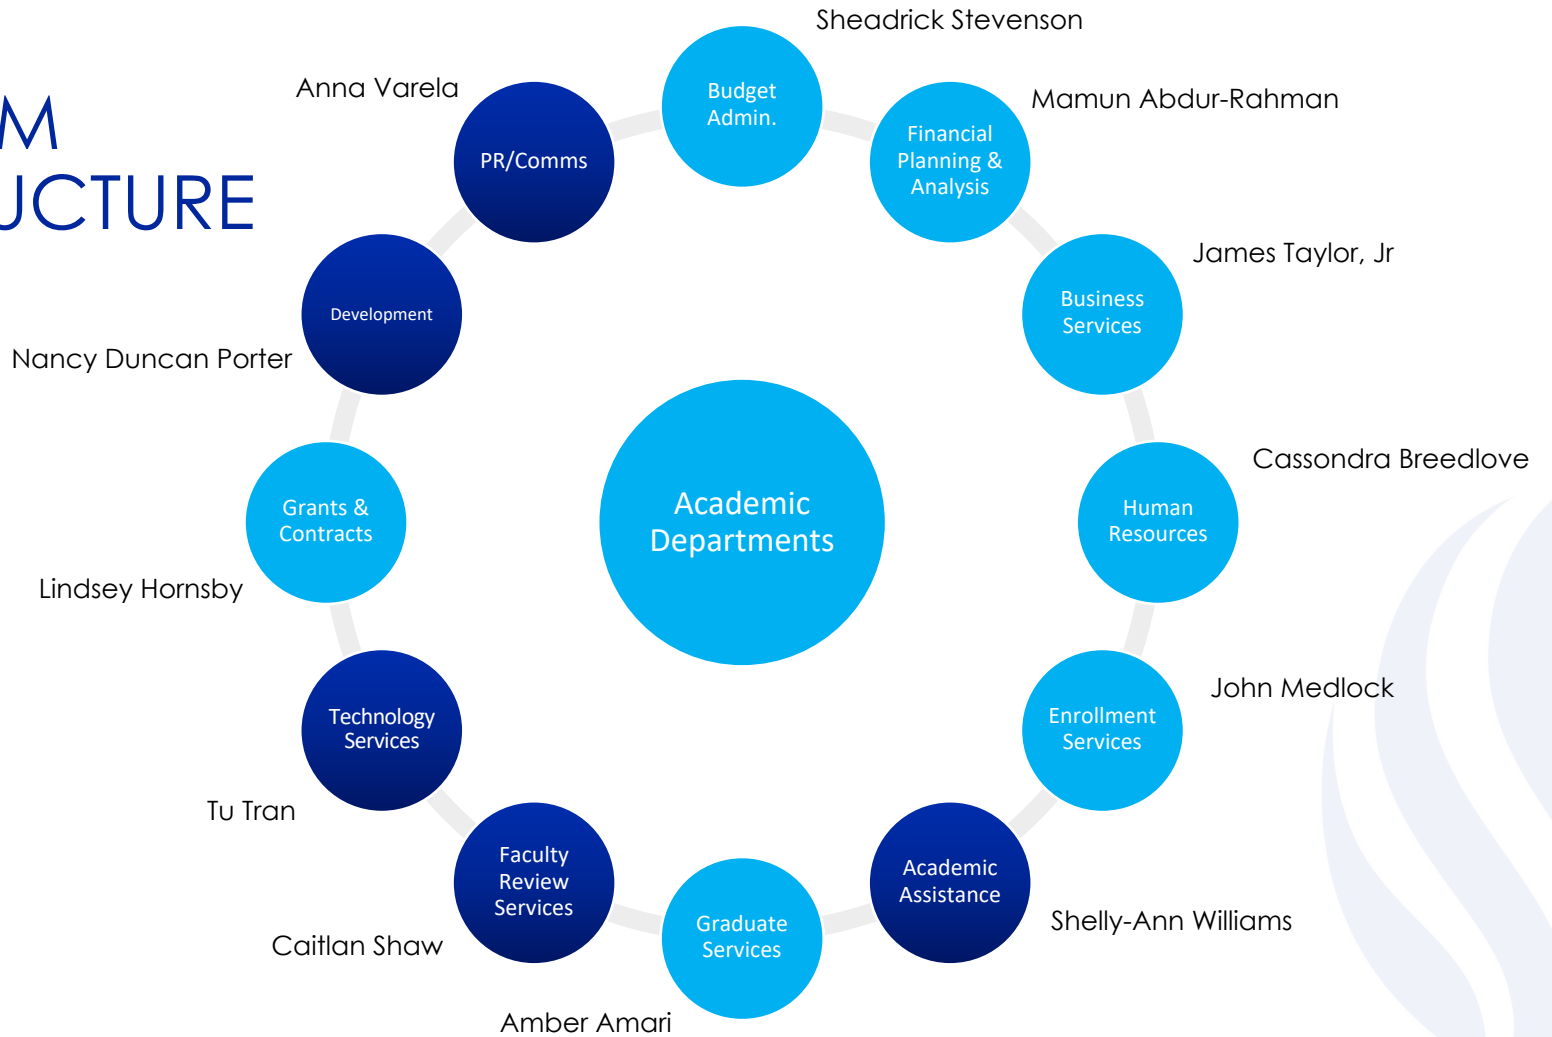 M
UCTURE
Sheadrick Stevenson
Budget
Admin.
Mamun Abdur-Rahman
Financial
Planning &
Analysis
James Taylor, Jr
Business
Services
Cassondra Breedlove
Human
Resources
John Medlock
Enrollment
Services
Shelly-Ann Williams
Academic
Assistance
Amber Amari
Graduate
Services
Caitlan Shaw
Faculty
Review
Services
Tu Tran
Technology
Services
Lindsey Hornsby
Grants &
Contracts
Nancy Duncan Porter
Development
Anna Varela
PR/Comms
Academic
Departments